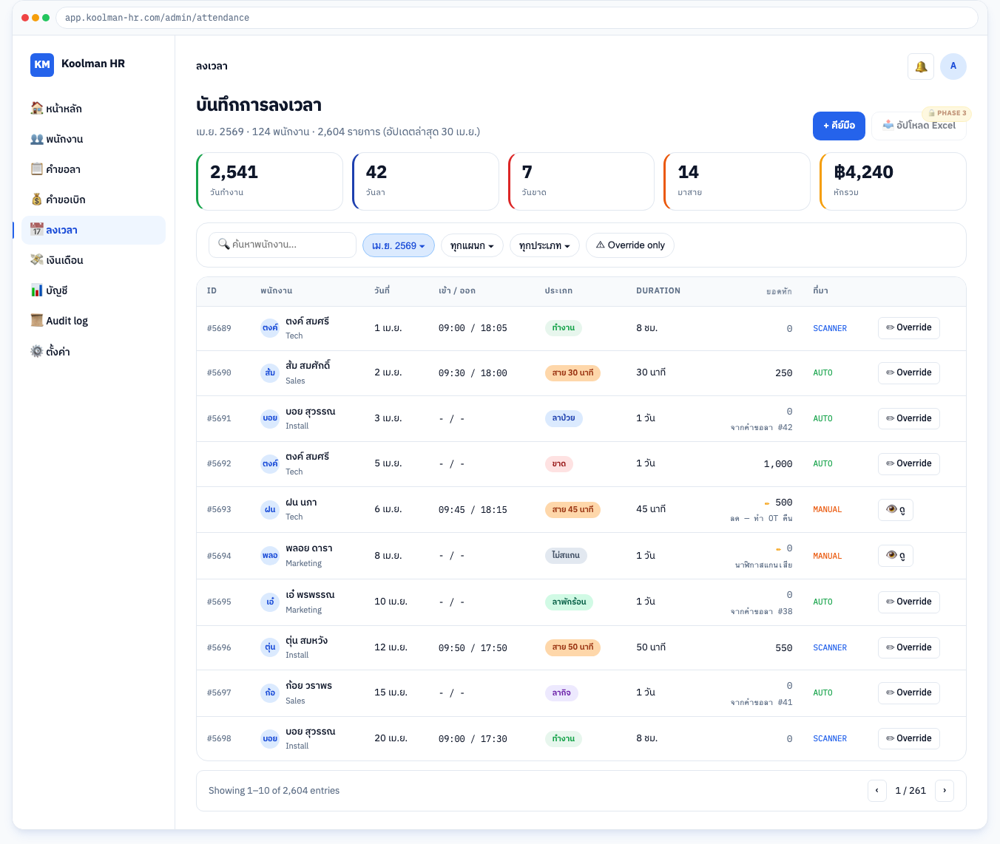 app.koolman-hr.com/admin/attendance
KM
Koolman HR
หน้าหลัก
พนักงาน
คำขอลา
คำขอเบิก
ลงเวลา
เงินเดือน
บัญชี
Audit log
ตั้งค่า
ลงเวลา
A
บันทึกการลงเวลา
เม.ย. 2569 · 124 พนักงาน · 2,604 รายการ (อัปเดตล่าสุด 30 เม.ย.)
+ คีย์มือ
อัปโหลด Excel
PHASE 3
2,541
วันทำงาน
42
วันลา
7
วันขาด
14
มาสาย
฿4,240
หักรวม
ค้นหาพนักงาน...
เม.ย. 2569
ทุกแผนก
ทุกประเภท
⚠ Override only
ID พนักงาน วันที่ เข้า / ออก ประเภท DURATION ยอดหัก ที่มา
#5689 ตงค์ ตงค์ สมศรี 1 เม.ย. 09:00 / 18:05 ทำงาน 8 ชม. 0 SCANNER ✏ Override
Tech
#5690 ส้ม ส้ม สมศักดิ์ 2 เม.ย. 09:30 / 18:00 สาย 30 นาที 30 นาที 250 AUTO ✏ Override
Sales
#5691 บอย บอย สุวรรณ 3 เม.ย. - / - ลาป่วย 1 วัน 0 AUTO ✏ Override
Install จากคำขอลา #42
#5692 ตงค์ ตงค์ สมศรี 5 เม.ย. - / - ขาด 1 วัน 1,000 AUTO ✏ Override
Tech
#5693 ฝน ฝน นภา 6 เม.ย. 09:45 / 18:15 สาย 45 นาที 45 นาที 500 MANUAL ดู
Tech ลด — ทำ OT คืน
#5694 พลอ พลอย ดารา 8 เม.ย. - / - ไม่สแกน 1 วัน 0 MANUAL ดู
Marketing นาฬิกาสแกนเสีย
#5695 เอ๋ เอ๋ พรพรรณ 10 เม.ย. - / - ลาพักร้อน 1 วัน 0 AUTO ✏ Override
Marketing จากคำขอลา #38
#5696 ตุ่น ตุ่น สมหวัง 12 เม.ย. 09:50 / 17:50 สาย 50 นาที 50 นาที 550 SCANNER ✏ Override
Install
#5697 ก้อ ก้อย วราพร 15 เม.ย. - / - ลากิจ 1 วัน 0 AUTO ✏ Override
Sales จากคำขอลา #41
#5698 บอย บอย สุวรรณ 20 เม.ย. 09:00 / 17:30 ทำงาน 8 ชม. 0 SCANNER ✏ Override
Install
Showing 1–10 of 2,604 entries
‹ 1 / 261 ›